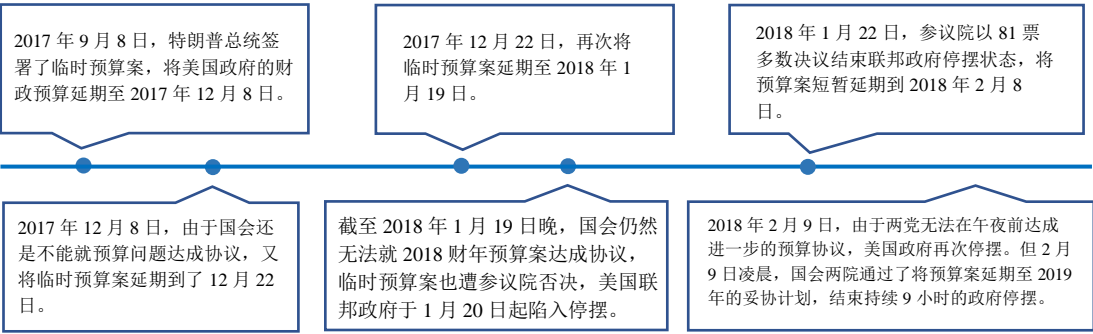 2017 年 9 月 8 日，特朗普总统签
署了临时预算案，将美国政府的财
政预算延期至 2017 年 12 月 8 日。
2017 年 12 月 8 日，由于国会还
是不能就预算问题达成协议，又
将临时预算案延期到了 12 月 22
日。
2017 年 12 月 22 日，再次将
临时预算案延期至 2018 年 1
月 19 日。
截至 2018 年 1 月 19 日晚，国会仍然
无法就 2018 财年预算案达成协议，
临时预算案也遭参议院否决，美国联
邦政府于 1 月 20 日起陷入停摆。
2018 年 1 月 22 日，参议院以 81 票
多数决议结束联邦政府停摆状态，将
预算案短暂延期到 2018 年 2 月 8
日。
2018 年 2 月 9 日，由于两党无法在午夜前达成
进一步的预算协议，美国政府再次停摆。但 2 月
9 日凌晨，国会两院通过了将预算案延期至 2019
年的妥协计划，结束持续 9 小时的政府停摆。